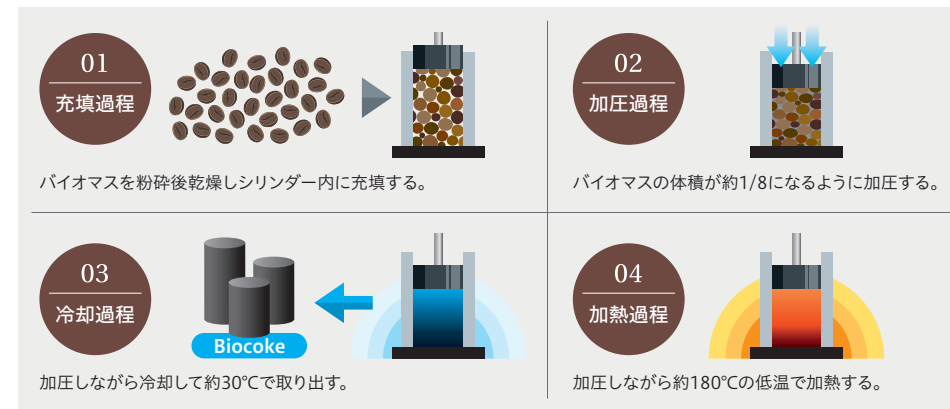 01
充填過程
バイオマスを粉砕後乾燥しシリンダー内に充填する。
02
加圧過程
バイオマスの体積が約1/8になるように加圧する。
03
冷却過程
Biocoke
加圧しながら冷却して約30℃で取り出す。
04
加熱過程
加圧しながら約180℃の低温で加熱する。